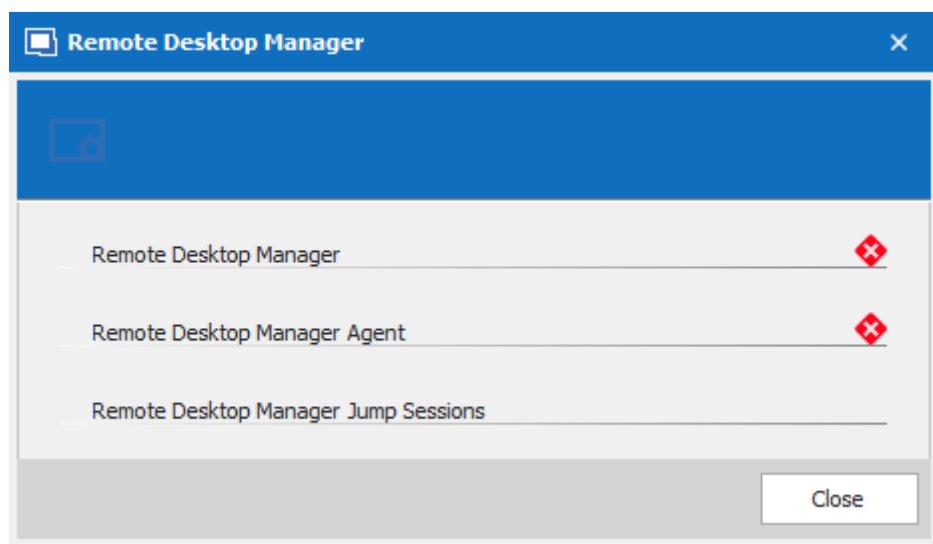 Remote Desktop Manager
Remote Desktop Manager
Remote Desktop Manager Agent
Remote Desktop Manager Jump Sessions
Close